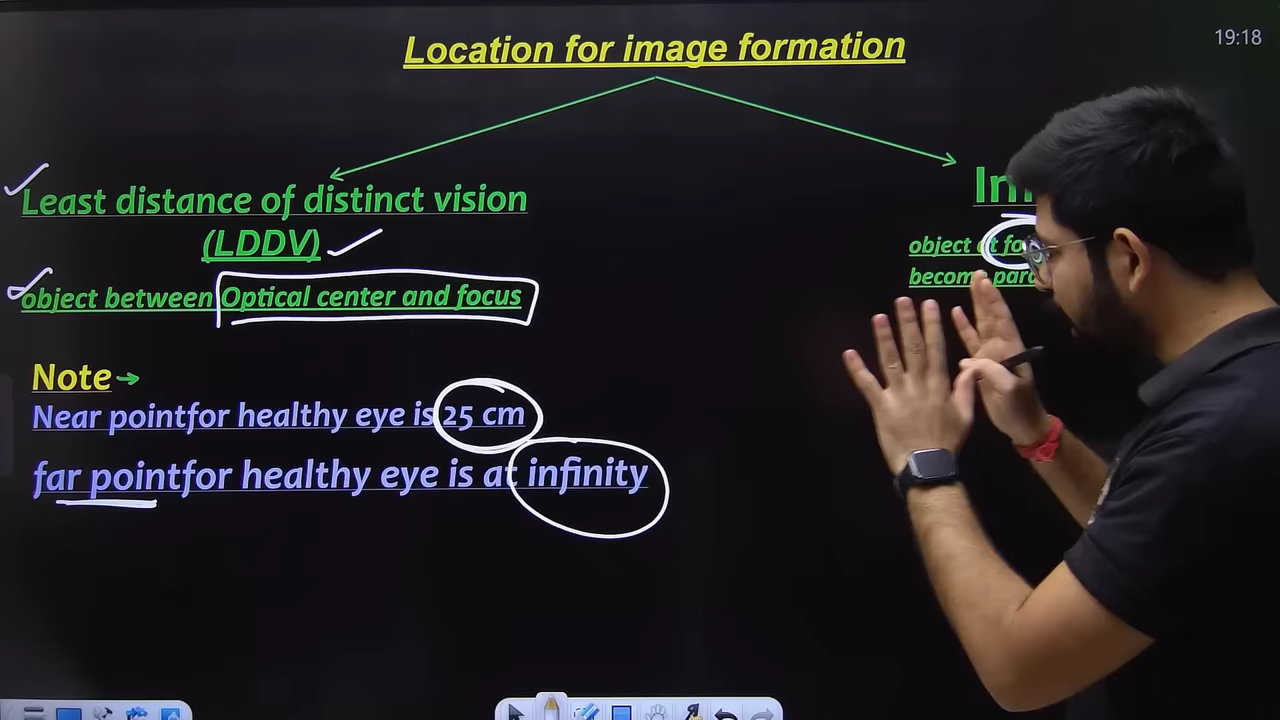 Location for image formation
19:18
Least distance of distinct vision
(LDDV)
object between Optical center and focus
object at
become
Note→
Near pointfor healthy eye is 25 cm
far pointfor healthy eye is at infinity